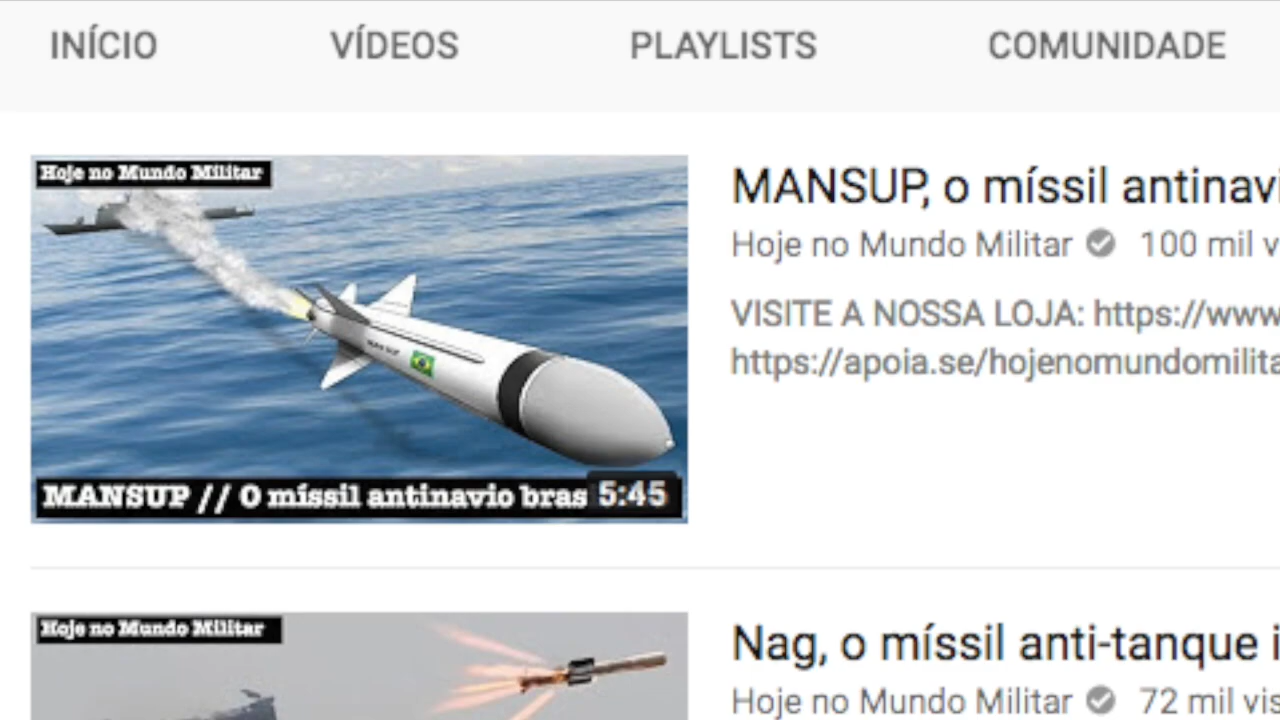 INÍCIO VÍDEOS PLAYLISTS COMUNIDADE
Hoje no Mundo Militar
MANSUP // O míssil antinavio bras
5:45
MANSUP, o míssil antinavi
Hoje no Mundo Militar 100 mil v
VISITE A NOSSA LOJA: https://www
https://apoia.se/hojenomundomilita
Hoje no Mundo Militar
Nag, o míssil anti-tanque i
Hoje no Mundo Militar 72 mil vis